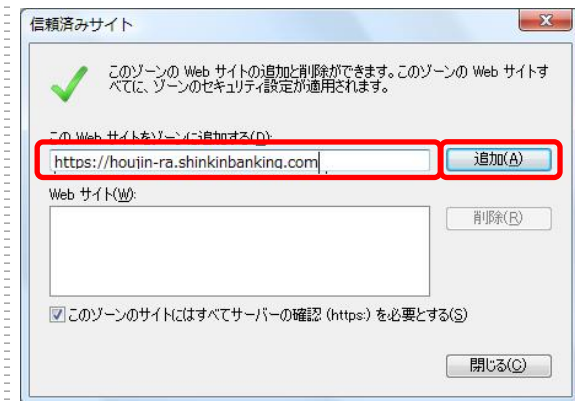 信頼済みサイト
このゾーンの Web サイトの追加と削除ができます。このゾーンの Web サイトす
べてに、ゾーンのセキュリティ設定が適用されます。
この Web サイトをゾーンに追加する(D):
https://houjin-ra.shinkinbanking.com
追加(A)
Web サイト(W):
削除(R)
このゾーンのサイトにはすべてサーバーの確認 (https:) を必要とする(S)
閉じる(C)